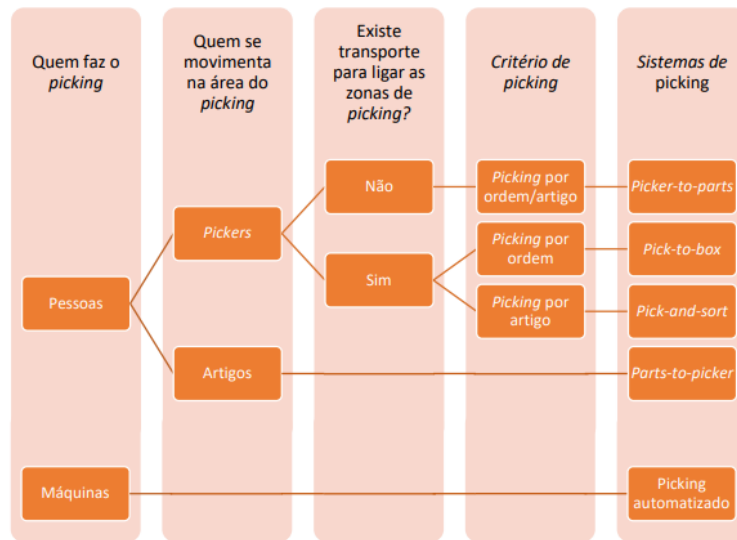 Quem faz o
picking
Quem se
movimenta
na área do
picking
Existe
transporte
para ligar as
zonas de
picking?
Critério de
picking
Sistemas de
picking
Pessoas
Máquinas
Pickers
Artigos
Não
Sim
Picking por
ordem/artigo
Picking por
ordem
Picking por
artigo
Picker-to-parts
Pick-to-box
Pick-and-sort
Parts-to-picker
Picking
automatizado